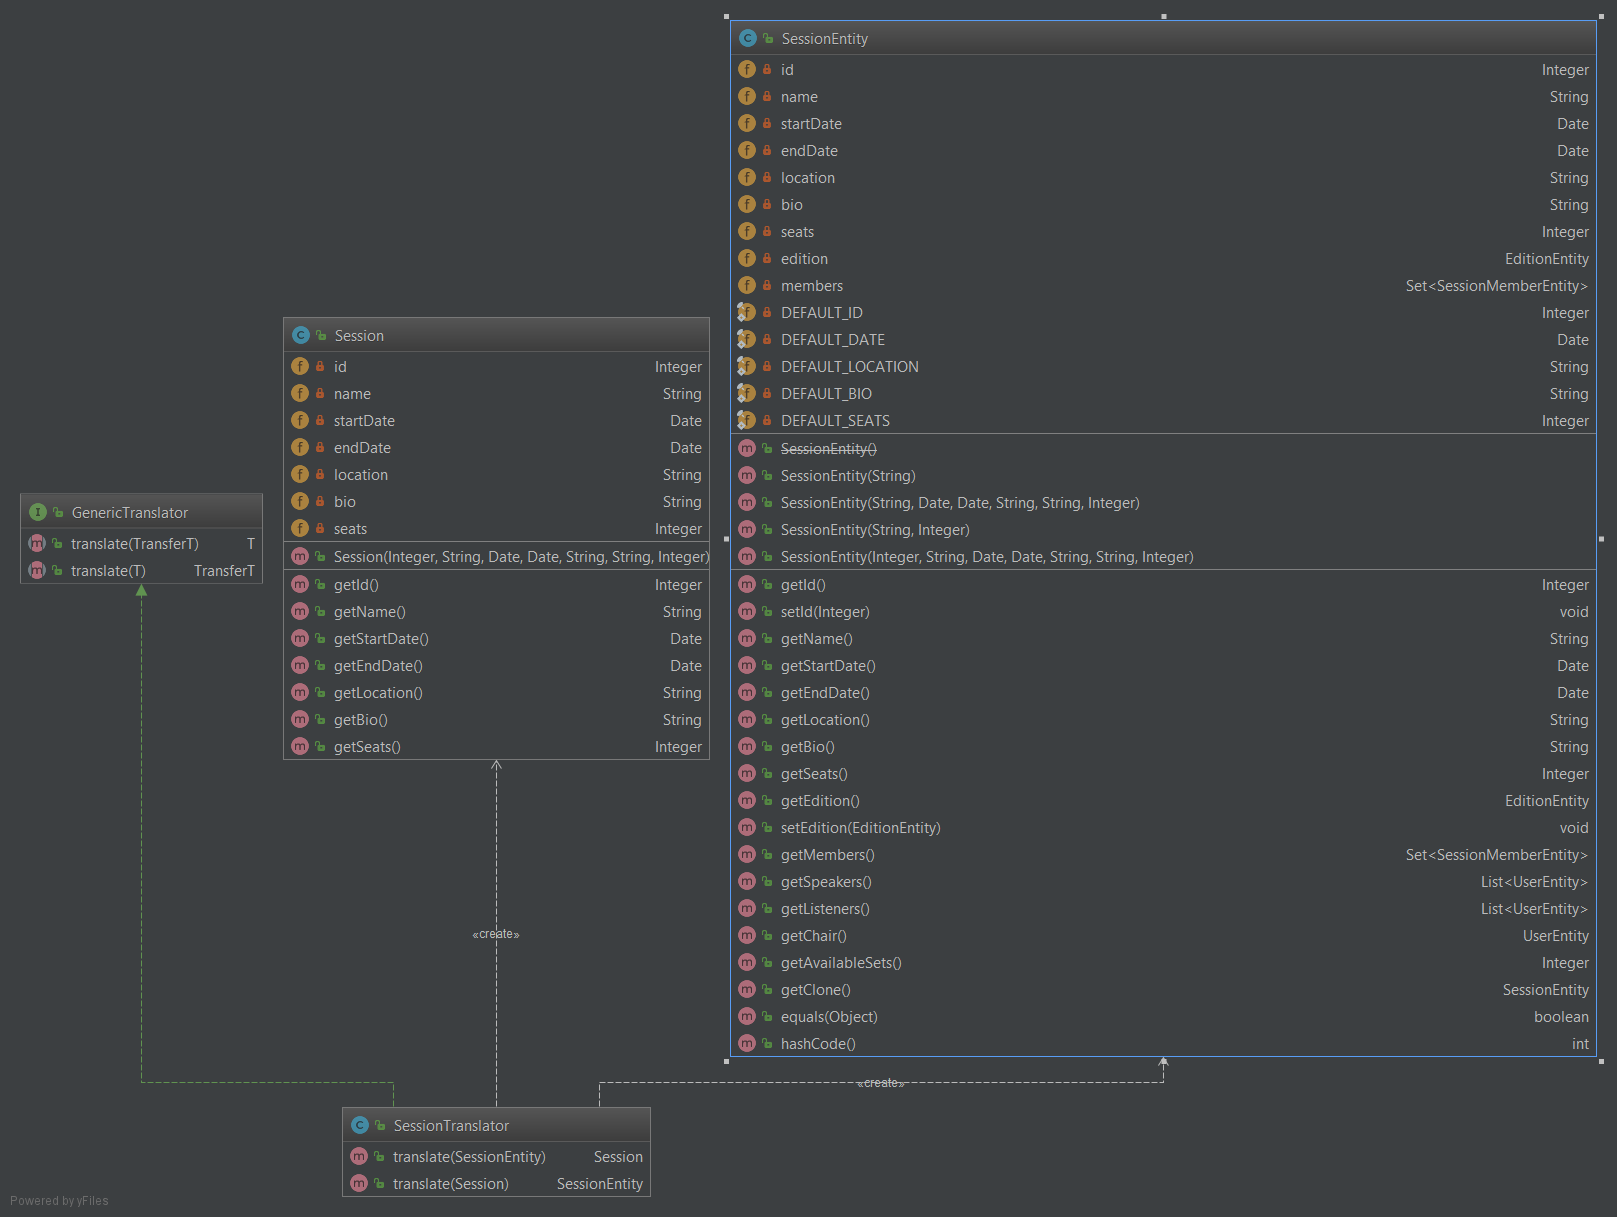 SessionEntity
id Integer
name String
startDate Date
endDate Date
location String
bio String
seats Integer
edition EditionEntity
members Set<SessionMemberEntity>
DEFAULT_ID Integer
DEFAULT_DATE Date
DEFAULT_LOCATION String
DEFAULT_BIO String
DEFAULT_SEATS Integer
SessionEntity()
SessionEntity(String)
SessionEntity(String, Date, Date, String, String, Integer)
SessionEntity(String, Integer)
SessionEntity(Integer, String, Date, Date, String, String, Integer)
getId() Integer
setId(Integer) void
getName() String
getStartDate() Date
getEndDate() Date
getLocation() String
getBio() String
getSeats() Integer
getEdition() EditionEntity
setEdition(EditionEntity) void
getMembers() Set<SessionMemberEntity>
getSpeakers() List<UserEntity>
getListeners() List<UserEntity>
getChair() UserEntity
getAvailableSets() Integer
getClone() SessionEntity
equals(Object) boolean
hashCode() int
Session
id Integer
name String
startDate Date
endDate Date
location String
bio String
seats Integer
Session(Integer, String, Date, Date, String, String, Integer)
getId() Integer
getName() String
getStartDate() Date
getEndDate() Date
getLocation() String
getBio() String
getSeats() Integer
GenericTranslator
translate(TransferT) T
translate(T) TransferT
«create»
«create»
SessionTranslator
translate(SessionEntity) Session
translate(Session) SessionEntity
Powered by yFiles